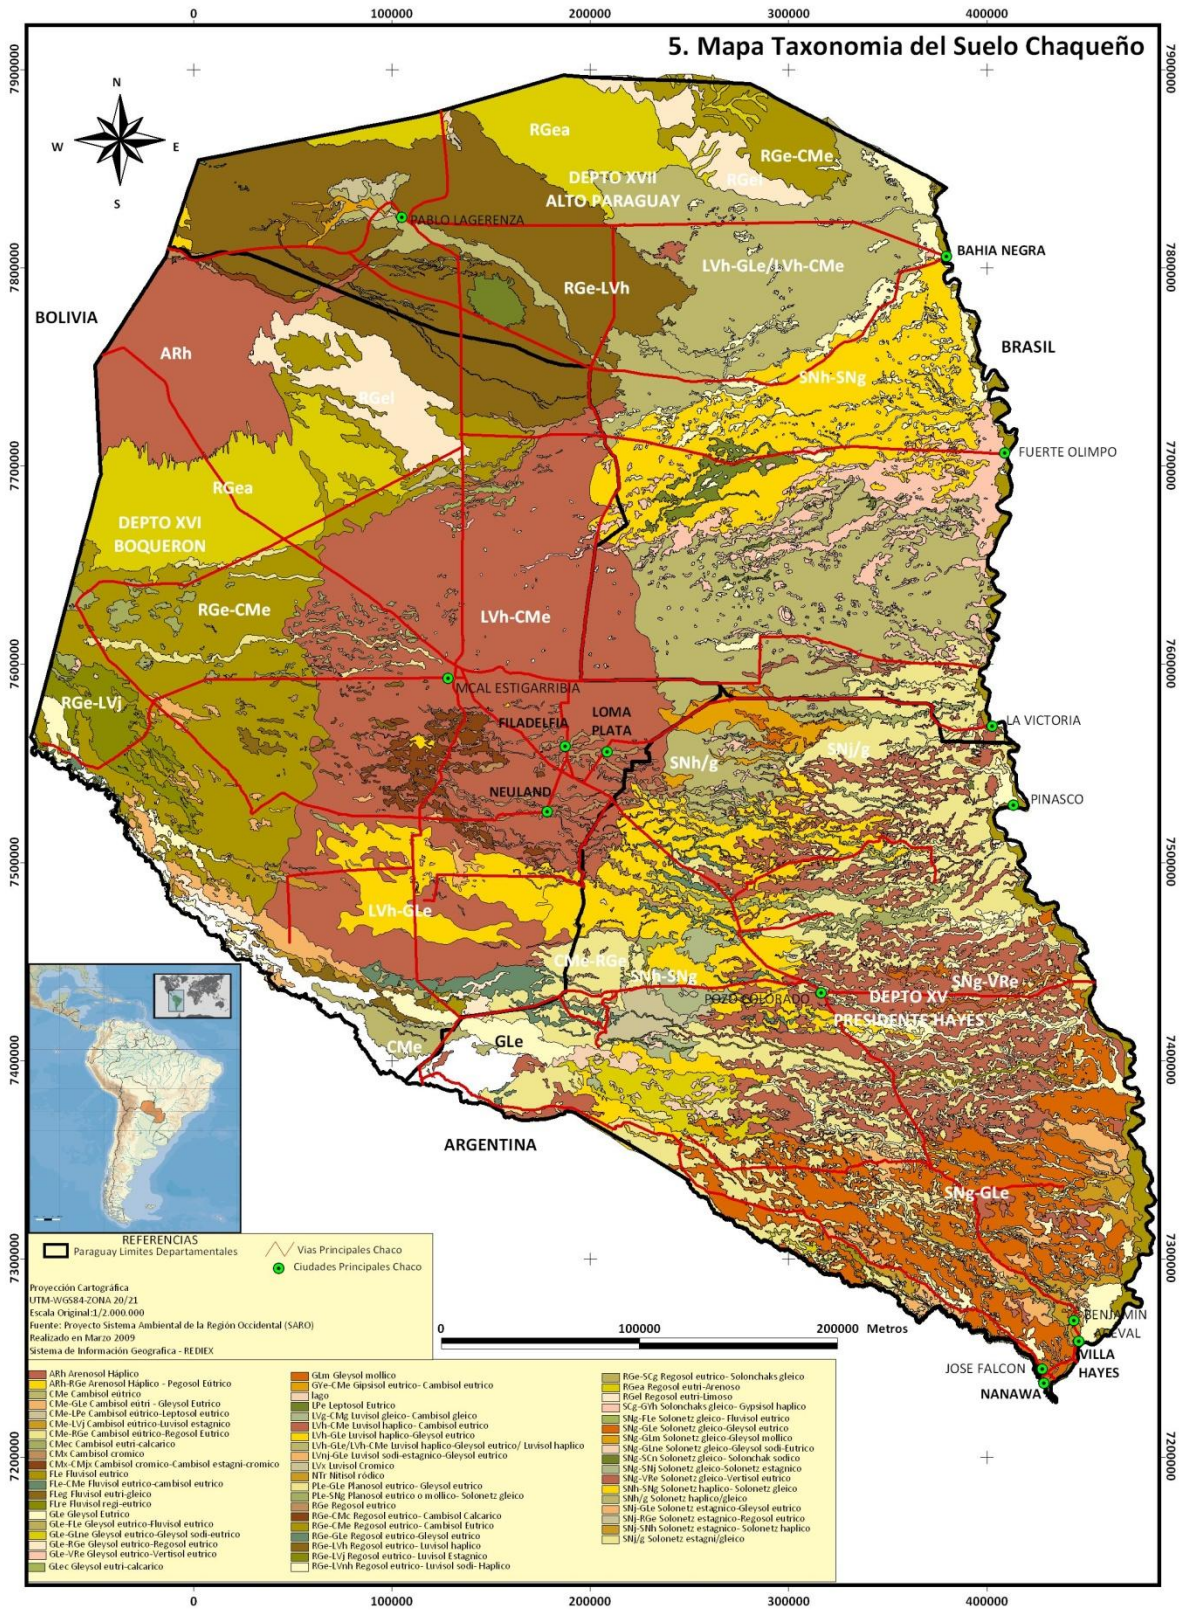 0 100000 200000 300000 400000
5. Mapa Taxonomia del Suelo Chaqueño
7900000 7900000
N
W E
S
RGea
RGe-CMe
RGel
DEPTO XVII
ALTO PARAGUAY
PABLO LAGERENZA
BAHIA NEGRA
7800000 7800000
LVh-GLe/LVh-CMe
RGe-LVh
BOLIVIA
BRASIL
ARh
SNh-SNg
RGel
FUERTE OLIMPO
7700000 7700000
RGea
DEPTO XVI
BOQUERON
RGe-CMe
LVh-CMe
7600000 7600000
MCAL ESTIGARRIBIA
RGe-LVj
FILADELFIA
LOMA
PLATA
LA VICTORIA
SNj/g
SNh/g
NEULAND
PINASCO
7500000 7500000
LVh-GLe
CMe-RGe
SNh-SNg
SNg-VRe
POZO COLORADO
DEPTO XV
PRESIDENTE HAYES
CMe
GLe
7400000 7400000
ARGENTINA
SNg-GLe
7300000 7300000
BENJAMIN
ACEVAL
VILLA
HAYES
JOSE FALCON
NANAWA
7200000 7200000
REFERENCIAS
Paraguay Limites Departamentales
Vias Principales Chaco
Ciudades Principales Chaco
Proyección Cartográfica
UTM-WGS84-ZONA 20/21
Escala Original:1/2.000.000
Fuente: Proyecto Sistema Ambiental de la Región Occidental (SARO)
Realizado en Marzo 2009
Sistema de Información Geografica - REDIEX
0 100000 200000 Metros
ARh Arenosol Háplico
ARh-RGe Arenosol Háplico - Pegosol Eútrico
CMe Cambisol eútrico
CMe-GLe Cambisol eútri - Gleysol Eutrico
CMe-LPe Cambisol eútrico-Leptosol eutrico
CMe-LVj Cambisol eútrico-Luvisol estagnico
CMe-RGe Cambisol eútrico-Regosol Eutrico
CMec Cambisol eutri-calcarico
CMx Cambisol cromico
CMx-CMjx Cambisol cromico-Cambisol estagni-cromico
FLe Fluvisol eutrico
FLe-CMe Fluvisol eutrico-cambisol eutrico
FLeg Fluvisol eutri-gleico
FLre Fluvisol regi-eutrico
GLe Gleysol Eutrico
GLe-FLe Gleysol Eutrico-Fluvisol eutrico
GLe-GLne Gleysol eutrico-Gleysol sodi-eutrico
GLe-RGe Gleysol eutrico-Regosol eutrico
GLe-VRe Gleysol eutrico-Vertisol eutrico
GLec Gleysol eutri-calcarico
GLm Gleysol mollico
GYe-CMe Gipsisol eutrico- Cambisol eutrico
lago
LPe Leptosol Eutrico
LVg-CMg Luvisol gleico- Cambisol gleico
LVh-CMe Luvisol haplico- Cambisol eutrico
LVh-GLe Luvisol haplico-Gleysol eutrico
LVh-GLe/LVh-CMe Luvisol haplico-Gleysol eutrico/ Luvisol haplico
LVnj-GLe Luvisol sodi-estagnico-Gleysol eutrico
LVx Luvisol Cromico
NTr Nitisol ródico
PLe-GLe Planosol eutrico- Gleysol eutrico
PLe-SNg Planosol eutrico o mollico- Solonetz gleico
RGe Regosol eutrico
RGe-CMc Regosol eutrico- Cambisol Calcarico
RGe-CMe Regosol eutrico- Cambisol Eutrico
RGe-GLe Regosol eutrico-Gleysol eutrico
RGe-LVh Regosol eutrico- Luvisol haplico
RGe-LVj Regosol eutrico- Luvisol Estagnico
RGe-LVnh Regosol eutrico- Luvisol sodi- Haplico
RGe-SCg Regosol eutrico- Solonchaks gleico
RGea Regosol eutri-Arenoso
RGel Regosol eutri-Limoso
SCg-GYh Solonchaks gleico- Gypsisol haplico
SNg-FLe Solonetz gleico- Fluvisol eutrico
SNg-GLe Solonetz gleico-Gleysol eutrico
SNg-GLm Solonetz gleico-Gleysol mollico
SNg-GLne Solonetz gleico-Gleysol sodi-Eutrico
SNg-SCn Solonetz gleico- Solonchak sodico
SNg-SNj Solonetz gleico-Solonetz estagnico
SNg-VRe Solonetz gleico-Vertisol eutrico
SNh-SNg Solonetz haplico- Solonetz gleico
SNh/g Solonetz haplico/gleico
SNj-GLe Solonetz estagnico-Gleysol eutrico
SNj-RGe Solonetz estagnico-Regosol eutrico
SNj-SNh Solonetz estagnico- Solonetz haplico
SNj/g Solonetz estagni/gleico
0 100000 200000 300000 400000